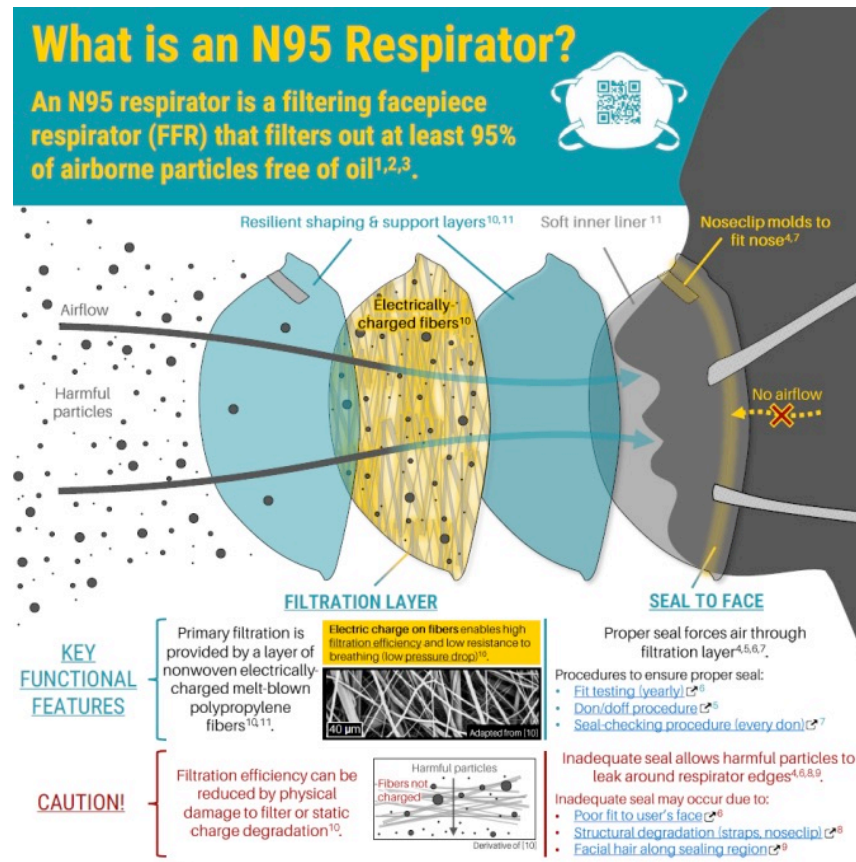 What is an N95 Respirator?
An N95 respirator is a filtering facepiece
respirator (FFR) that filters out at least 95%
of airborne particles free of oil1,2,3.
Resilient shaping & support layers10,11
Soft inner liner 11
Noseclip molds to
fit nose4,7
Airflow
Electrically-
charged fibers10
Harmful
particles
No airflow
FILTRATION LAYER
SEAL TO FACE
KEY
FUNCTIONAL
FEATURES
Primary filtration is
provided by a layer of
nonwoven electrically-
charged melt-blown
polypropylene
fibers10,11.
Electric charge on fibers enables high
filtration efficiency and low resistance to
breathing (low pressure drop)10.
40 µm
Adapted from [10]
Proper seal forces air through
filtration layer4,5,6,7.
Procedures to ensure proper seal:
• Fit testing (yearly) 6
• Don/doff procedure 5
• Seal-checking procedure (every don) 7
CAUTION!
Filtration efficiency can be
reduced by physical
damage to filter or static
charge degradation10.
Harmful particles
Fibers not
charged
Derivative of [10]
Inadequate seal allows harmful particles to
leak around respirator edges4,6,8,9.
Inadequate seal may occur due to:
• Poor fit to user's face 6
• Structural degradation (straps, noseclip) 8
• Facial hair along sealing region 9